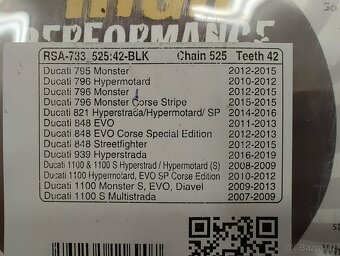 HIGH
PERFORMANCE
RSA-733_525:42-BLK Chain 525 Teeth 42
Ducati 795 Monster 2012-2015
Ducati 796 Hypermotard 2010-2012
Ducati 796 Monster 2012-2015
Ducati 796 Monster Corse Stripe 2015-2015
Ducati 821 Hyperstrada/Hypermotard/ SP 2014-2016
Ducati 848 EVO 2011-2013
Ducati 848 EVO Corse Special Edition 2012-2013
Ducati 848 Streetfighter 2012-2015
Ducati 939 Hyperstrada 2016-2019
Ducati 1100 & 1100 S Hyperstrad / Hypermotard (S) 2008-2009
Ducati 1100 Hypermotard, EVO SP Corse Edition 2010-2012
Ducati 1100 Monster S, EVO, Diavel 2009-2013
Ducati 1100 S Multistrada 2007-2009